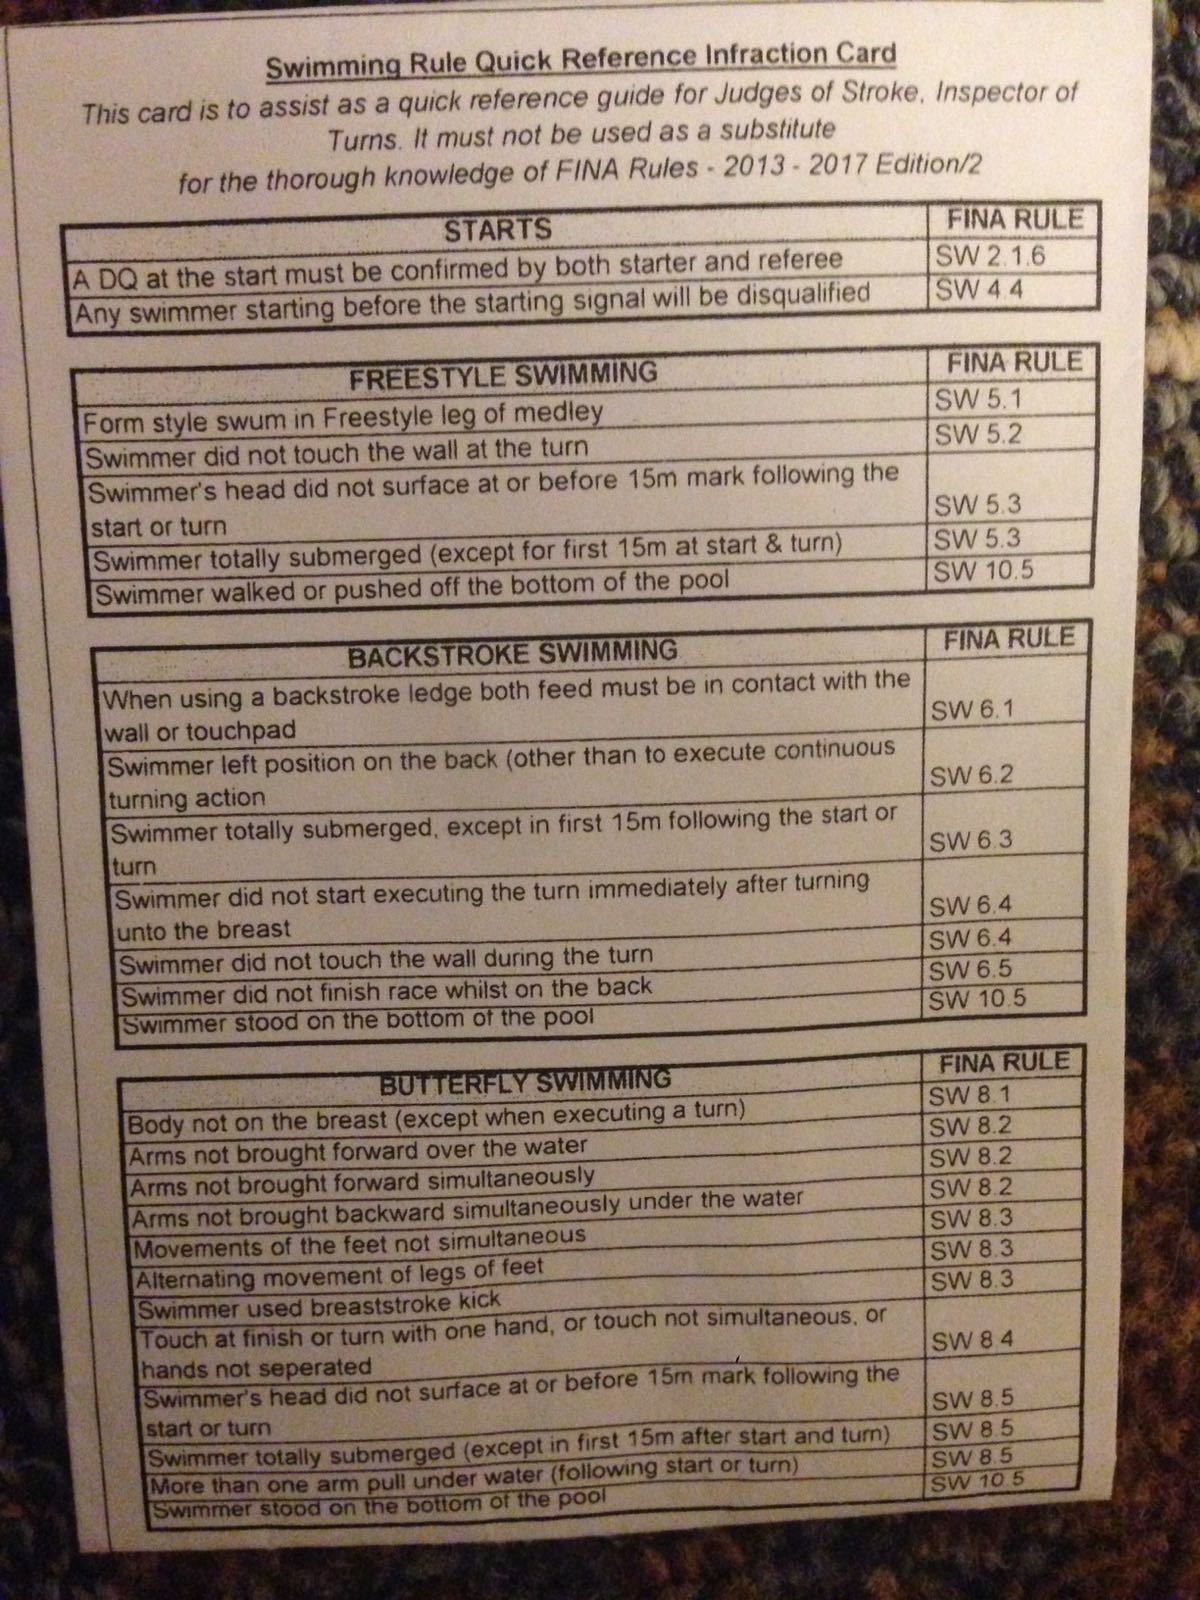 Swimming Rule Quick Reference Infraction Card
This card is to assist as a quick reference guide for Judges of Stroke, Inspector of
Turns. It must not be used as a substitute
for the thorough knowledge of FINA Rules - 2013 - 2017 Edition/2
STARTS FINA RULE
A DQ at the start must be confirmed by both starter and referee SW 2.1.6
Any swimmer starting before the starting signal will be disqualified SW 4.4
FREESTYLE SWIMMING FINA RULE
Form style swum in Freestyle leg of medley SW 5.1
Swimmer did not touch the wall at the turn SW 5.2
Swimmer's head did not surface at or before 15m mark following the
start or turn SW 5.3
Swimmer totally submerged (except for first 15m at start & turn) SW 5.3
Swimmer walked or pushed off the bottom of the pool SW 10.5
BACKSTROKE SWIMMING FINA RULE
When using a backstroke ledge both feed must be in contact with the
wall or touchpad SW 6.1
Swimmer left position on the back (other than to execute continuous
turning action SW 6.2
Swimmer totally submerged, except in first 15m following the start or
turn SW 6.3
Swimmer did not start executing the turn immediately after turning
unto the breast SW 6.4
Swimmer did not touch the wall during the turn SW 6.4
Swimmer did not finish race whilst on the back SW 6.5
Swimmer stood on the bottom of the pool SW 10.5
BUTTERFLY SWIMMING FINA RULE
Body not on the breast (except when executing a turn) SW 8.1
Arms not brought forward over the water SW 8.2
Arms not brought forward simultaneously SW 8.2
Arms not brought backward simultaneously under the water SW 8.2
Movements of the feet not simultaneous SW 8.3
Alternating movement of legs of feet SW 8.3
Swimmer used breaststroke kick SW 8.3
Touch at finish or turn with one hand, or touch not simultaneous, or
hands not seperated SW 8.4
Swimmer's head did not surface at or before 15m mark following the
start or turn SW 8.5
Swimmer totally submerged (except in first 15m after start and turn) SW 8.5
More than one arm pull under water (following start or turn) SW 8.5
Swimmer stood on the bottom of the pool SW 10.5